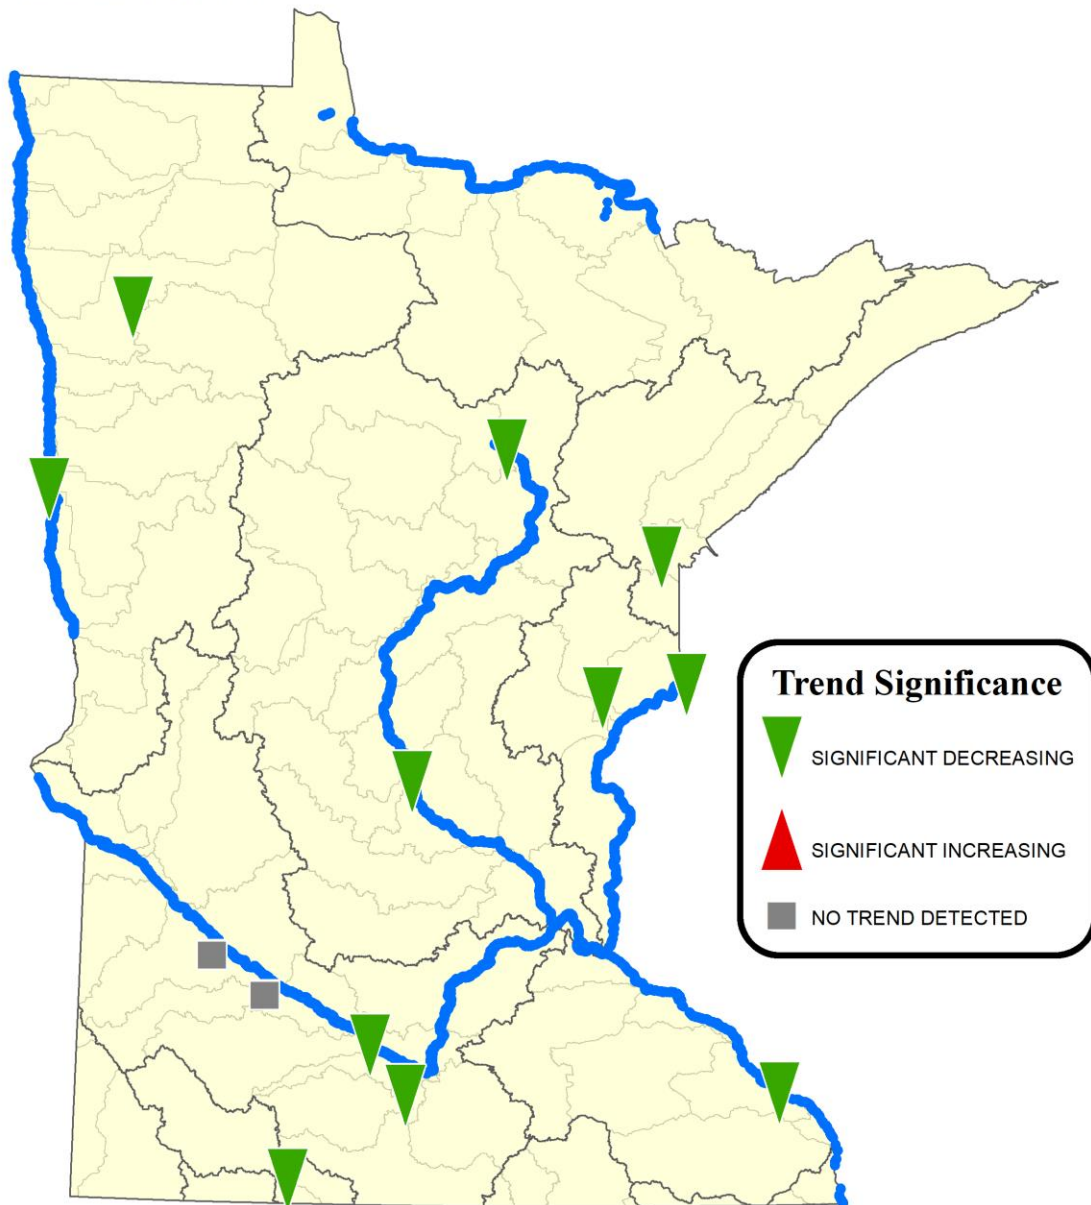 Trend Significance
SIGNIFICANT DECREASING
SIGNIFICANT INCREASING
NO TREND DETECTED